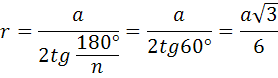 r = a / (2tg 180°/n) = a / (2tg60°) = a√3 / 6